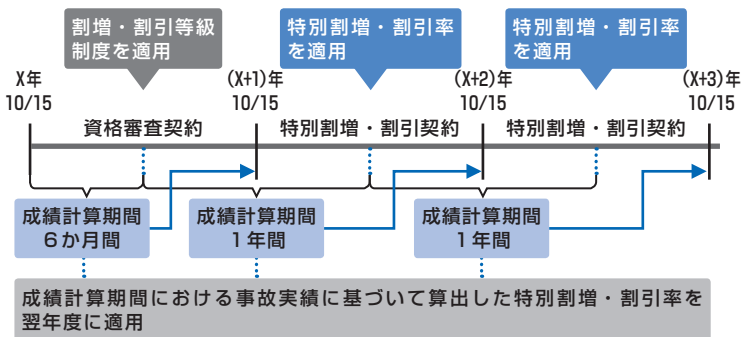 割増・割引等級
制度を適用
特別割増・割引率
を適用
特別割増・割引率
を適用
X年
10/15
(X+1)年
10/15
(X+2)年
10/15
(X+3)年
10/15
資格審査契約
特別割増・割引契約
特別割増・割引契約
成績計算期間
6か月間
成績計算期間
1年間
成績計算期間
1年間
成績計算期間における事故実績に基づいて算出した特別割増・割引率を
翌年度に適用